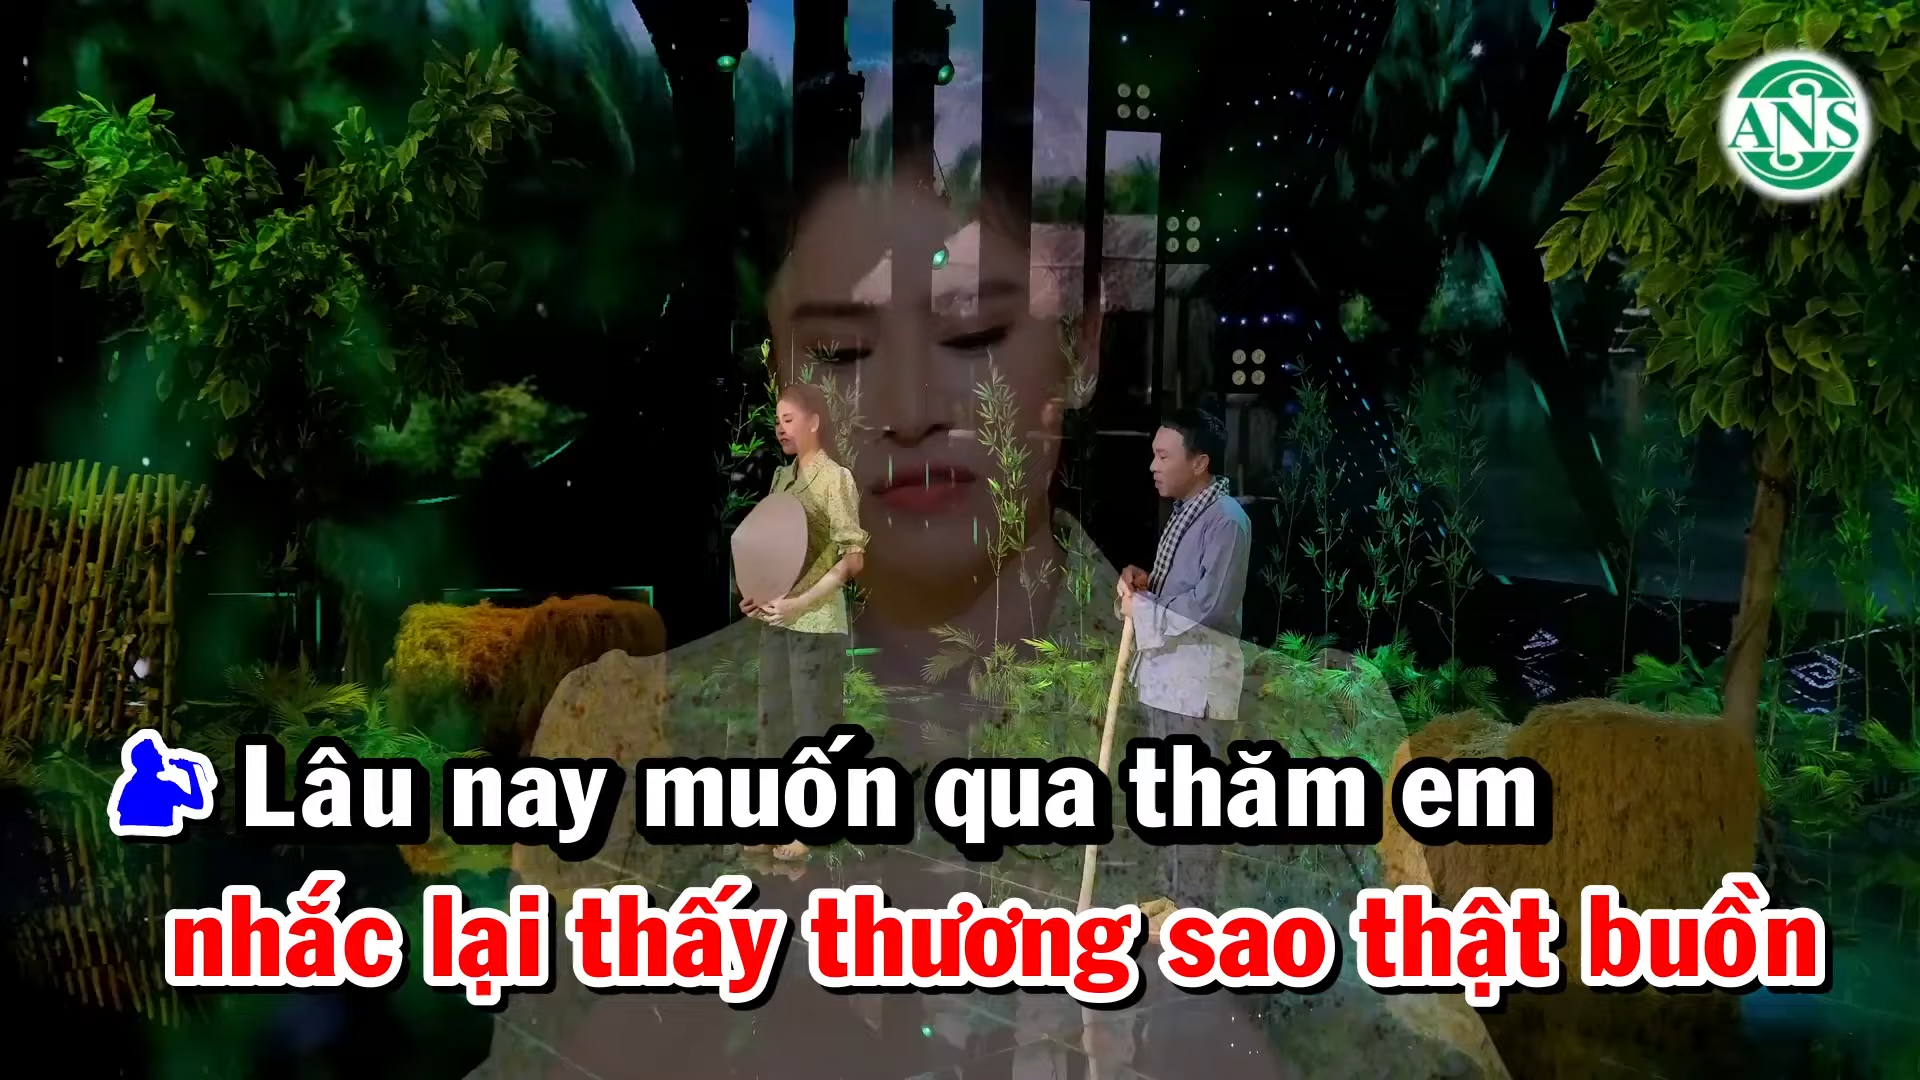 ANS
Lâu nay muốn qua thăm em
nhắc lại thấy thương sao thật buồn